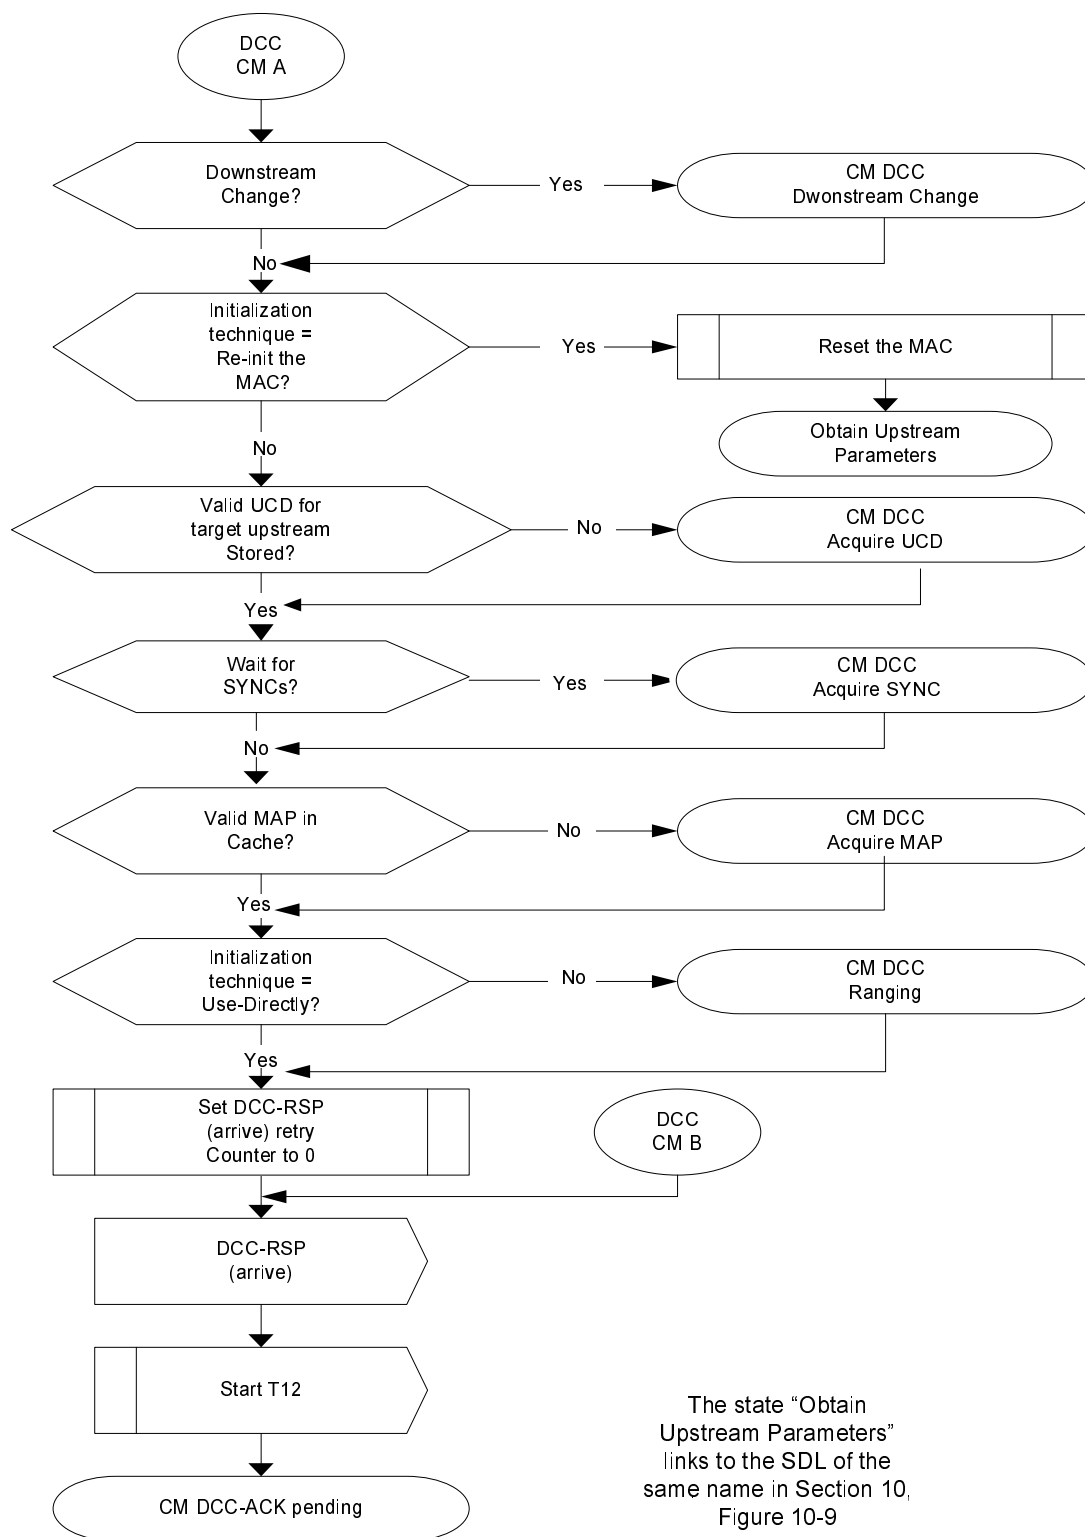 DCC
CM A
Downstream
Change?
Yes
CM DCC
Dwonstream Change
No
Initialization
technique =
Re-init the
MAC?
Yes
Reset the MAC
No
Obtain Upstream
Parameters
Valid UCD for
target upstream
Stored?
No
CM DCC
Acquire UCD
Yes
Wait for
SYNCs?
Yes
CM DCC
Acquire SYNC
No
Valid MAP in
Cache?
No
CM DCC
Acquire MAP
Yes
Initialization
technique =
Use-Directly?
No
CM DCC
Ranging
Yes
Set DCC-RSP
(arrive) retry
Counter to 0
DCC
CM B
DCC-RSP
(arrive)
Start T12
The state “Obtain
Upstream Parameters”
links to the SDL of the
same name in Section 10,
Figure 10-9
CM DCC-ACK pending